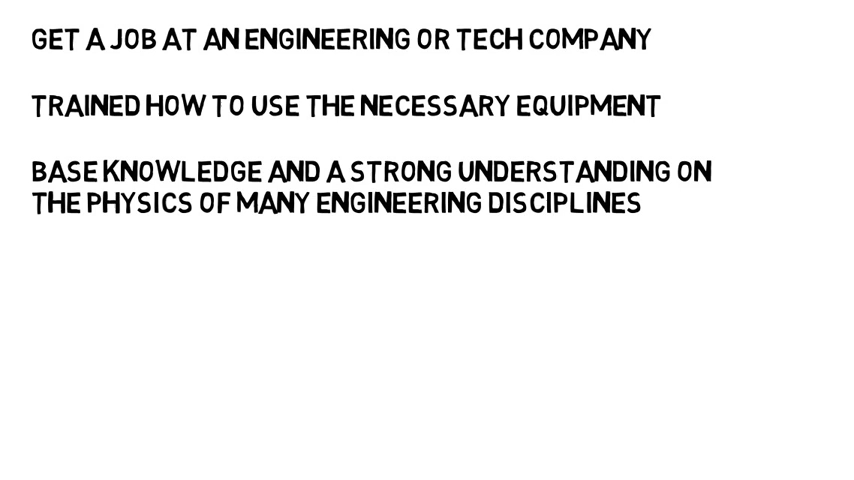 GET A JOB AT AN ENGINEERING OR TECH COMPANY
TRAINED HOW TO USE THE NECESSARY EQUIPMENT
BASE KNOWLEDGE AND A STRONG UNDERSTANDING ON
THE PHYSICS OF MANY ENGINEERING DISCIPLINES